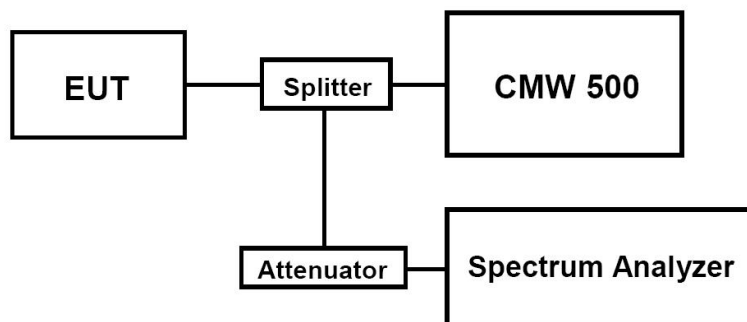 EUT
Splitter
CMW 500
Attenuator
Spectrum Analyzer